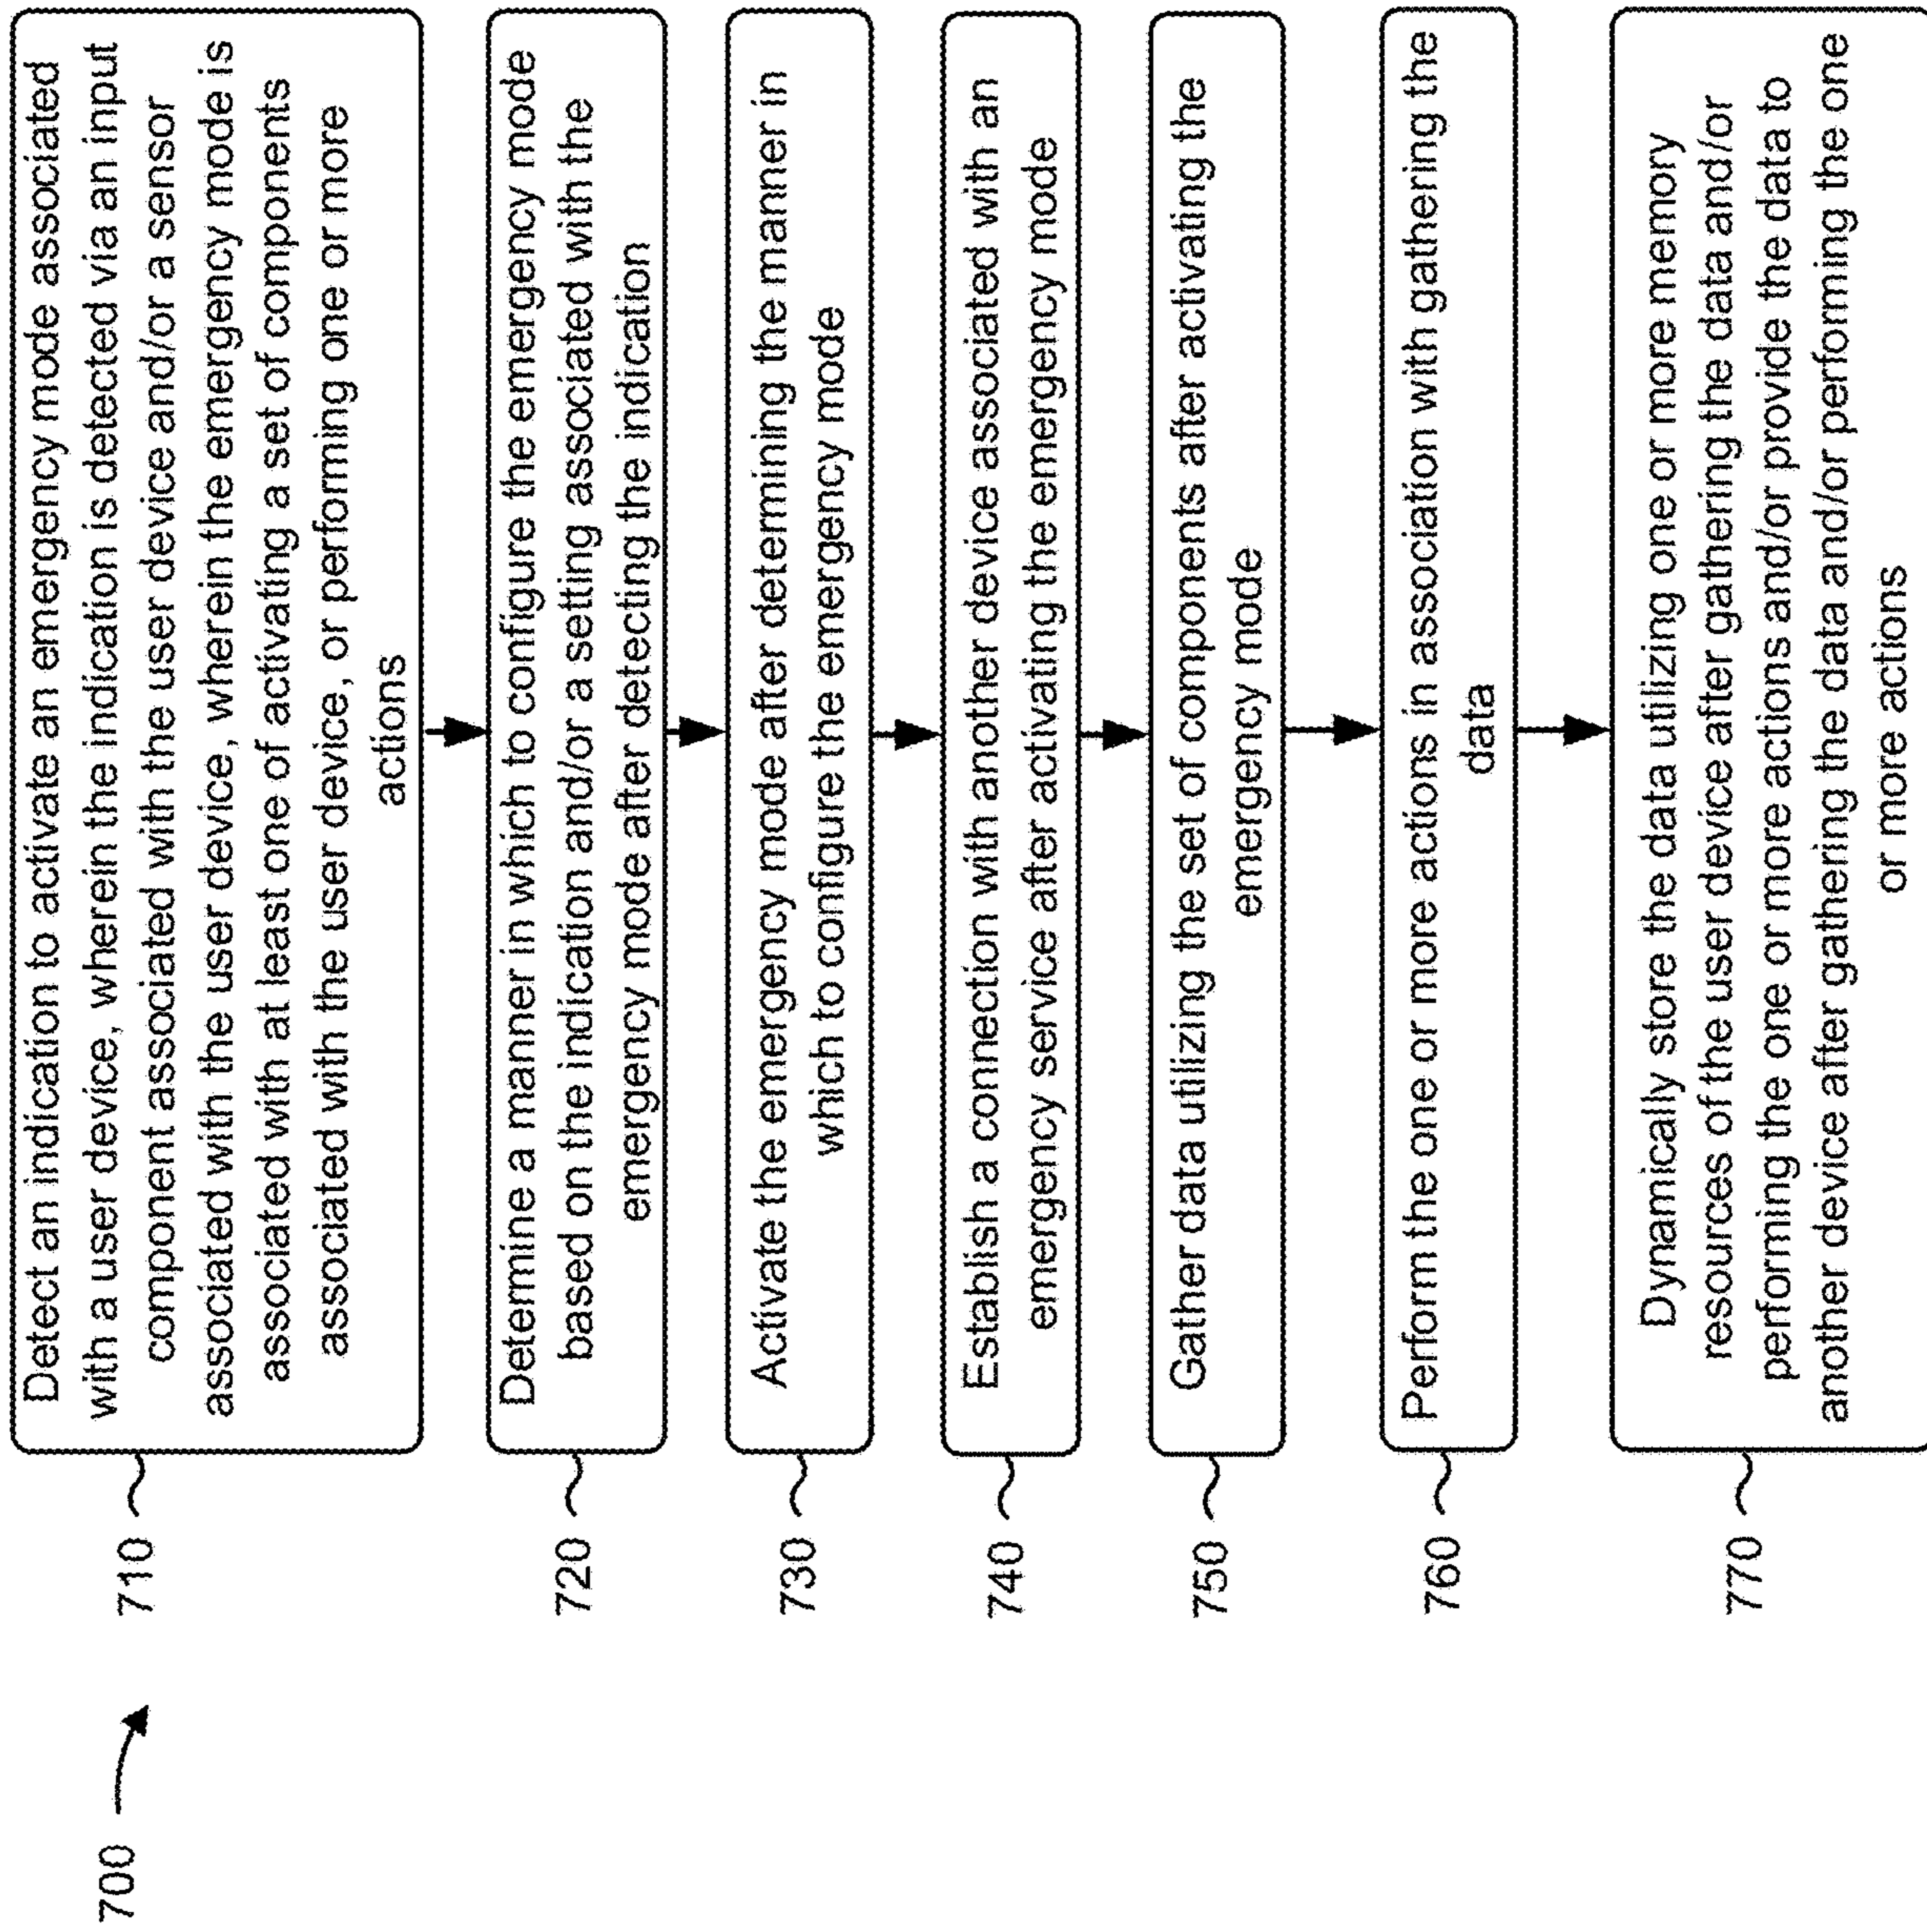 700
710
Detect an indication to activate an emergency mode associated
with a user device, wherein the indication is detected via an input
component associated with the user device and/or a sensor
associated with the user device, wherein the emergency mode is
associated with at least one of activating a set of components
associated with the user device, or performing one or more
actions
720
Determine a manner in which to configure the emergency mode
based on the indication and/or a setting associated with the
emergency mode after detecting the indication
730
Activate the emergency mode after determining the manner in
which to configure the emergency mode
740
Establish a connection with another device associated with an
emergency service after activating the emergency mode
750
Gather data utilizing the set of components after activating the
emergency mode
760
Perform the one or more actions in association with gathering the
data
770
Dynamically store the data utilizing one or more memory
resources of the user device after gathering the data and/or
performing the one or more actions and/or provide the data to
another device after gathering the data and/or performing the one
or more actions